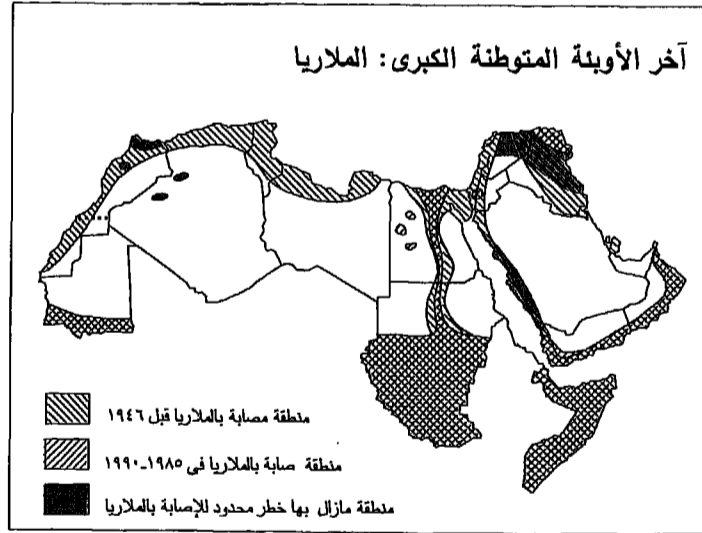 آخر الأوبئة المتوطنة الكبرى: الملاريا
منطقة مصابة بالملاريا قبل ١٩٤٦
منطقة صابة بالملاريا فى ١٩٨٥-١٩٩٠
منطقة مازال بها خطر محدود للإصابة بالملاريا